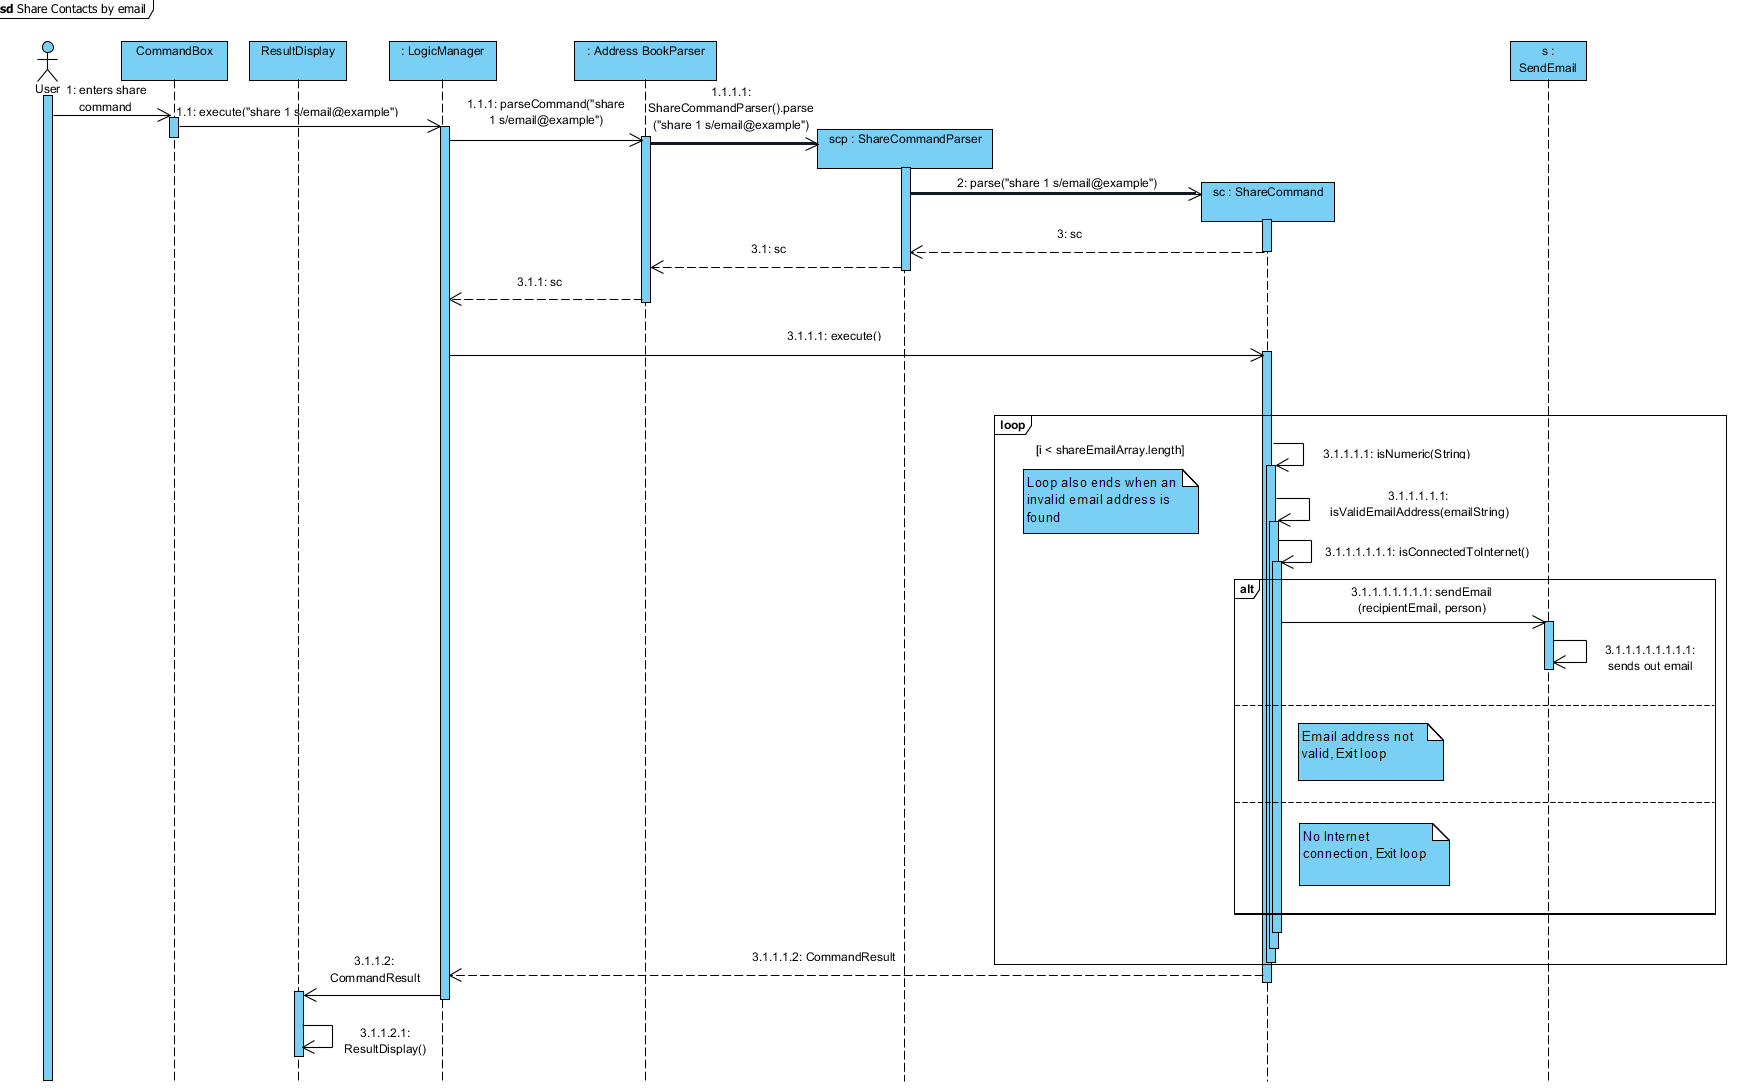 sd Share Contacts by email
CommandBox
ResultDisplay
: LogicManager
: Address BookParser
s :
SendEmail
User
1: enters share
command
1.1: execute("share 1 s/email@example")
1.1.1: parseCommand("share
1 s/email@example")
1.1.1.1:
ShareCommandParser().parse
("share 1 s/email@example")
scp : ShareCommandParser
2: parse("share 1 s/email@example")
sc : ShareCommand
3: sc
3.1: sc
3.1.1: sc
3.1.1.1: execute()
loop
[i < shareEmailArray.length]
Loop also ends when an
invalid email address is
found
3.1.1.1.1: isNumeric(String)
3.1.1.1.1.1:
isValidEmailAddress(emailString)
3.1.1.1.1.1.1: isConnectedToInternet()
alt
3.1.1.1.1.1.1.1: sendEmail
(recipientEmail, person)
3.1.1.1.1.1.1.1.1:
sends out email
Email address not
valid, Exit loop
No Internet
connection, Exit loop
3.1.1.1.2: CommandResult
3.1.1.2:
CommandResult
3.1.1.2.1:
ResultDisplay()